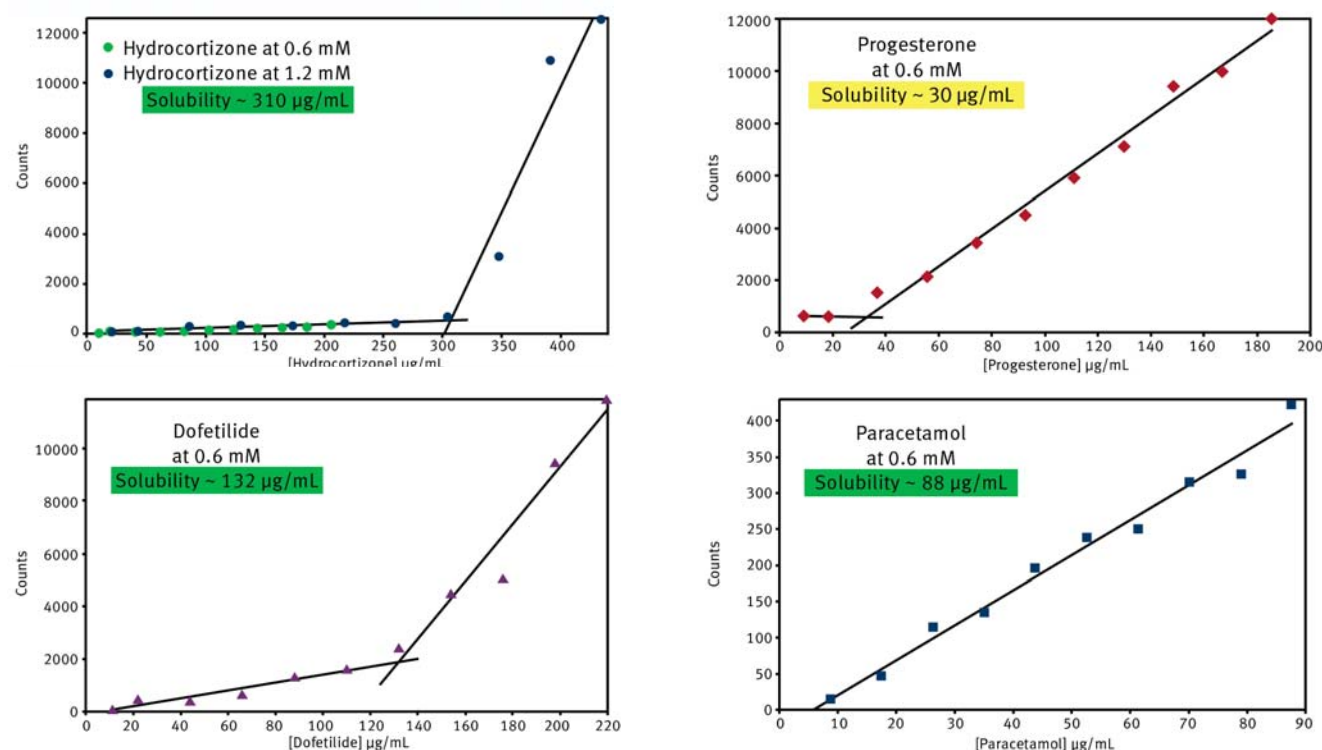 12000
10000
8000
6000
4000
2000
0
Counts
Hydrocortizone at 0.6 mM
Hydrocortizone at 1.2 mM
Solubility ~ 310 µg/mL
0 50 100 150 200 250 300 350 400
[Hydrocortizone] µg/mL
12000
10000
8000
6000
4000
2000
0
Counts
Progesterone
at 0.6 mM
Solubility ~ 30 µg/mL
0 20 40 60 80 100 120 140 160 180 200
[Progesterone] µg/mL
10000
8000
6000
4000
2000
0
Counts
Dofetilide
at 0.6 mM
Solubility ~ 132 µg/mL
0 20 40 60 80 100 120 140 160 180 200 220
[Dofetilide] µg/mL
400
350
300
250
200
150
100
50
0
Counts
Paracetamol
at 0.6 mM
Solubility ~ 88 µg/mL
0 10 20 30 40 50 60 70 80 90
[Paracetamol] µg/mL